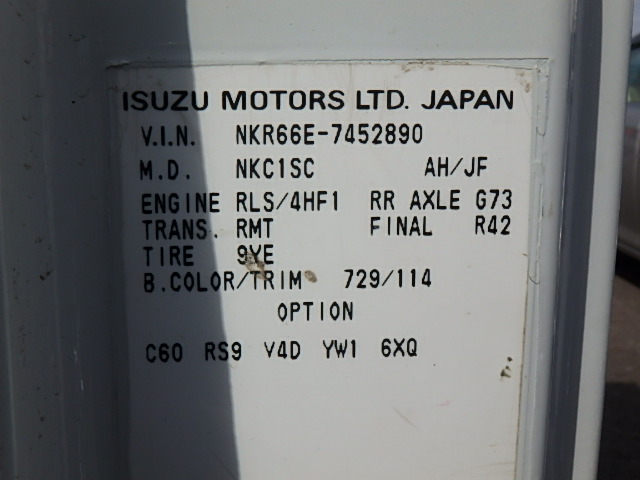 ISUZU MOTORS LTD. JAPAN
V.I.N. NKR66E-7452890
M.D. NKC1SC AH/JF
ENGINE RLS/4HF1 RR AXLE G73
TRANS. RMT FINAL R42
TIRE 9YE
B.COLOR/TRIM 729/114
OPTION
C60 RS9 V4D YW1 6XQ